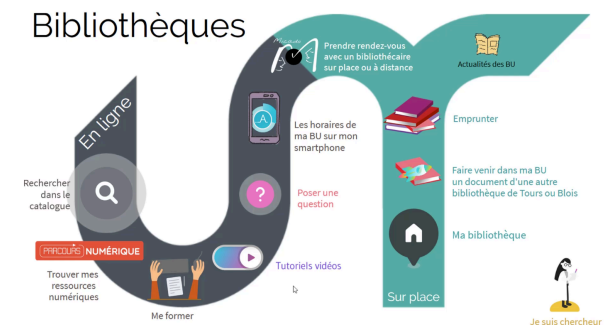 Bibliothèques
En ligne
Rechercher
dans le
catalogue
PARCOURS NUMÉRIQUE
Trouver mes
ressources
numériques
Me former
Tutoriels vidéos
?
Poser une
question
A
Les horaires de
ma BU sur mon
smartphone
Prendre rendez-vous
avec un bibliothécaire
sur place ou à distance
Actualités des BU
Emprunter
Faire venir dans ma BU
un document d'une autre
bibliothèque de Tours ou Blois
Ma bibliothèque
Sur place
Je suis chercheur